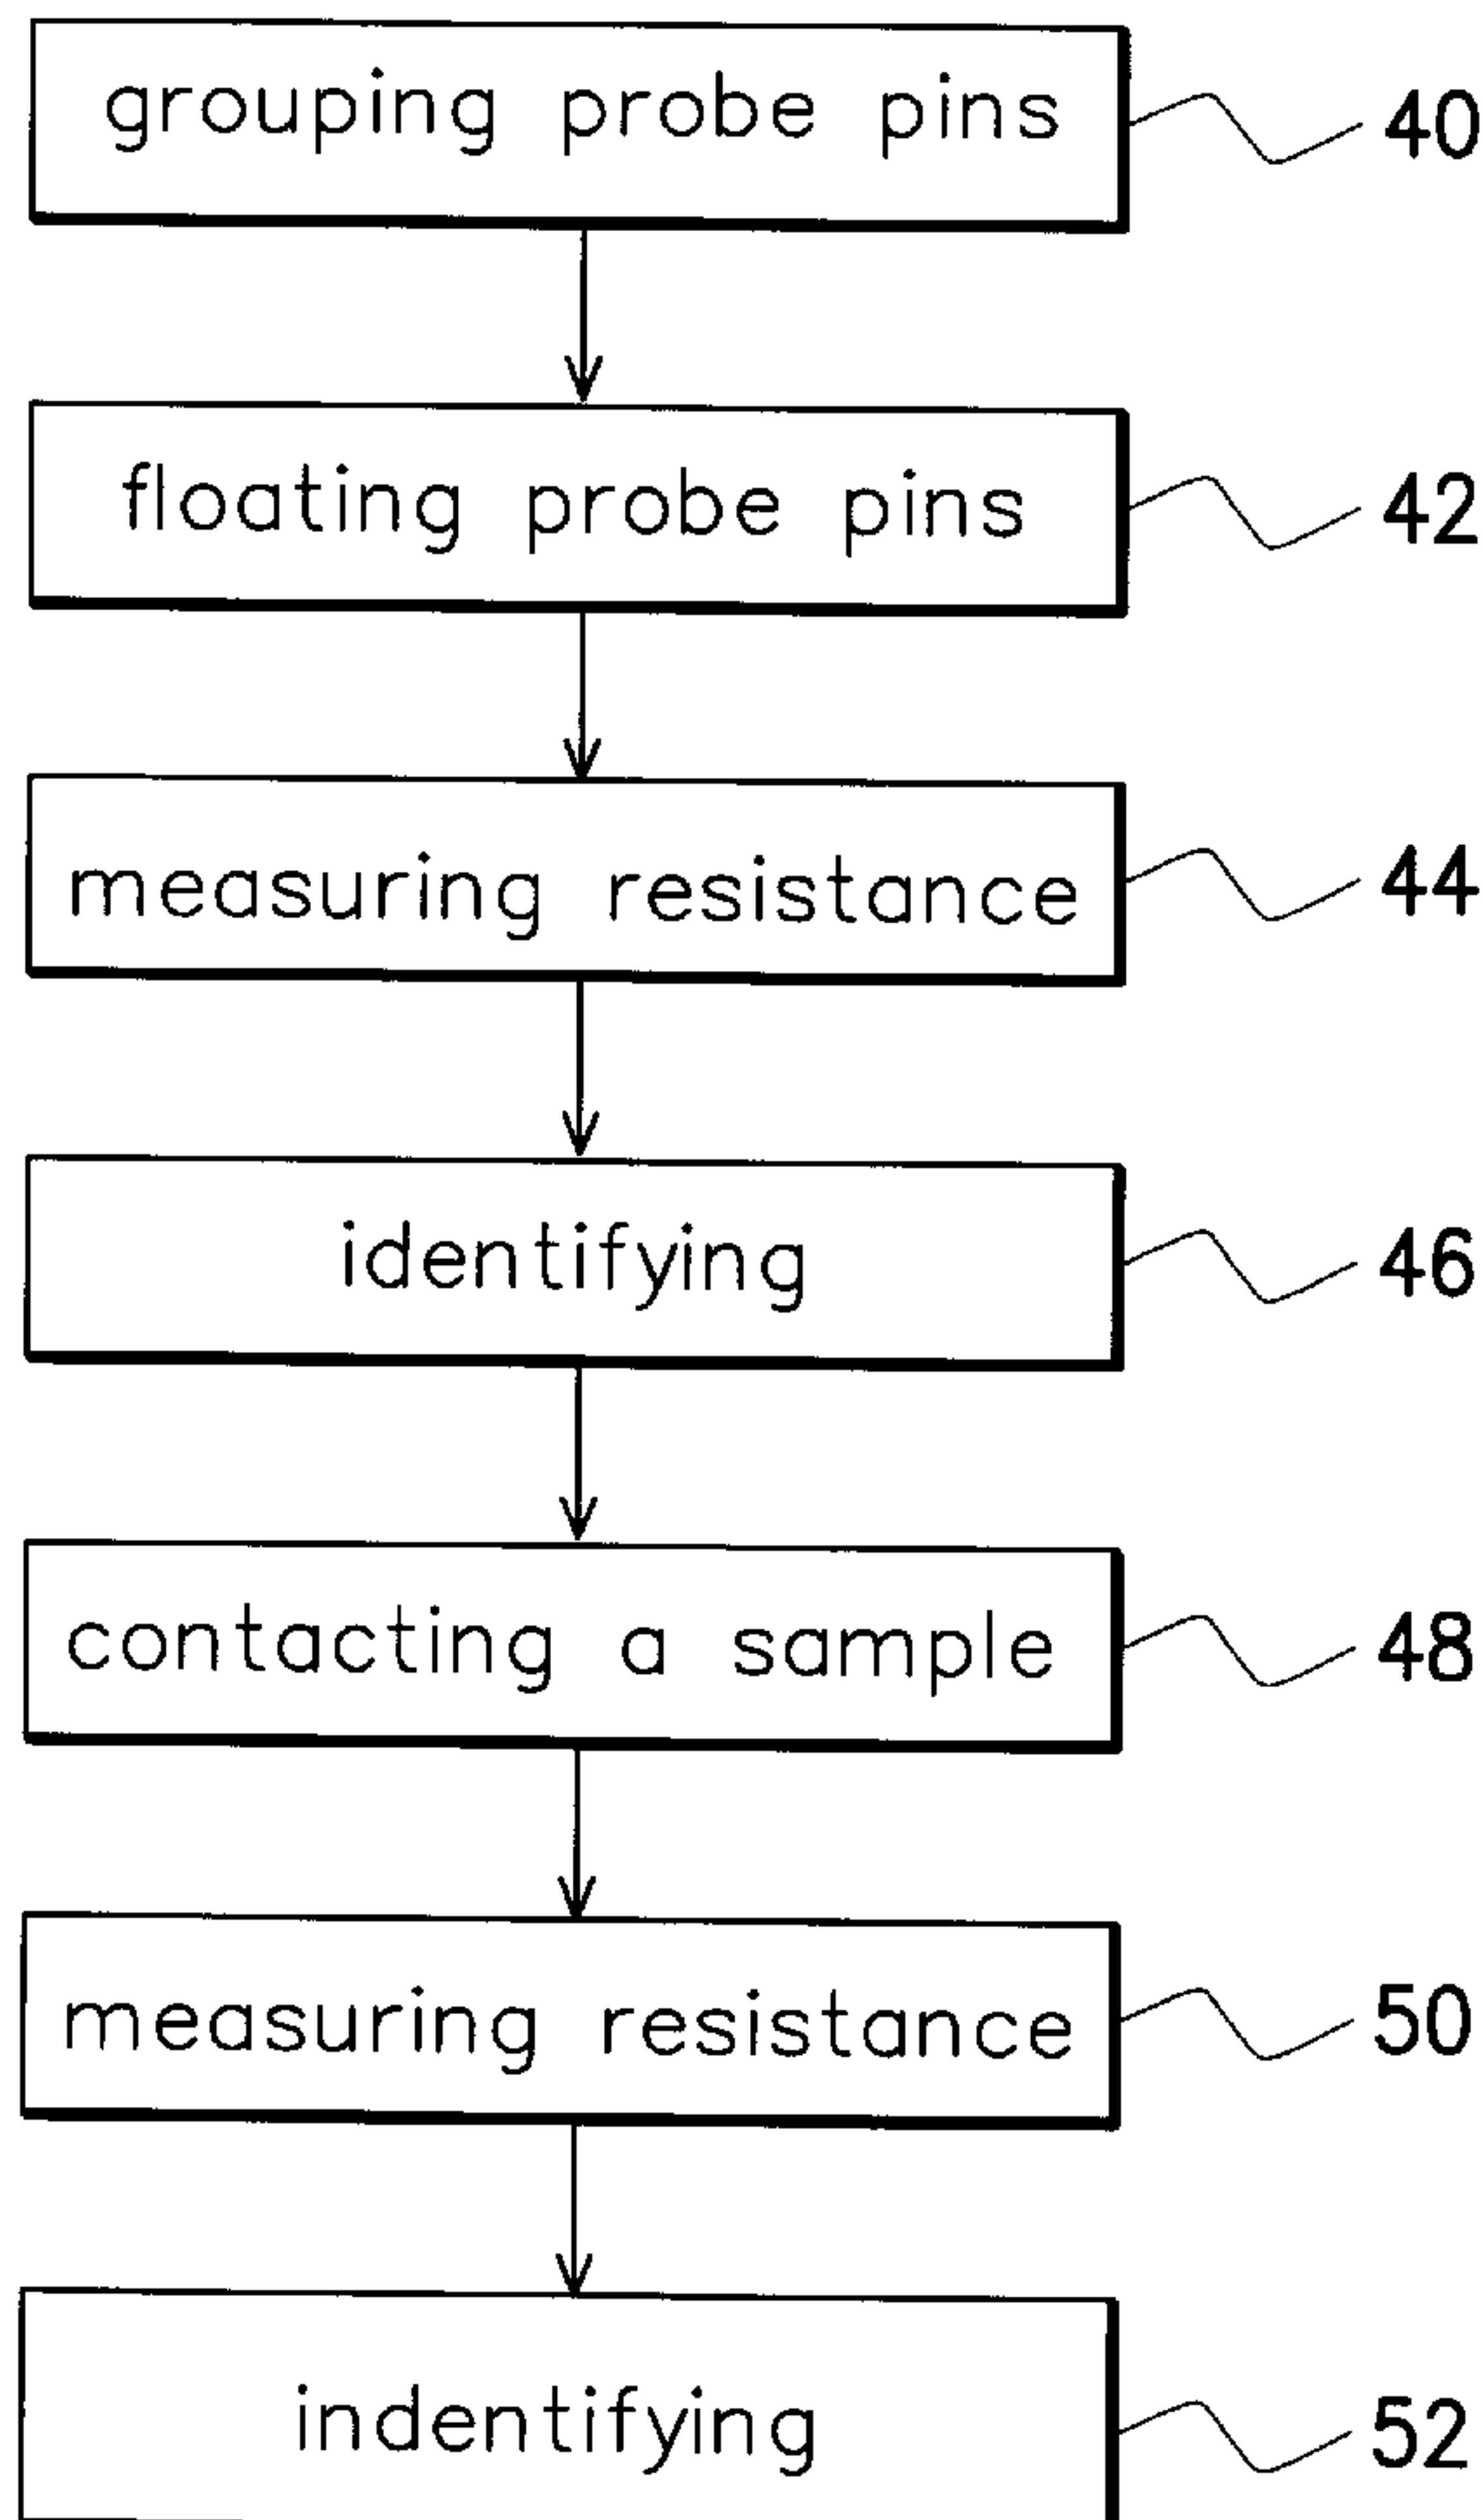 grouping probe pins 40
floating probe pins 42
measuring resistance 44
identifying 46
contacting a sample 48
measuring resistance 50
indentifying 52